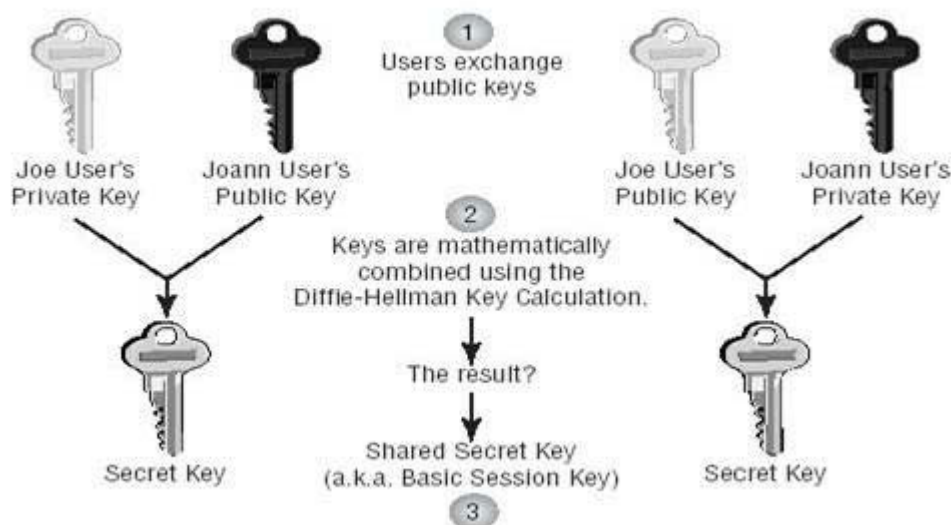 1
Users exchange
public keys
Joe User's
Private Key
Joann User's
Public Key
Joe User's
Public Key
Joann User's
Private Key
2
Keys are mathematically
combined using the
Diffie-Hellman Key Calculation.
The result?
Secret Key
Shared Secret Key
(a.k.a. Basic Session Key)
Secret Key
3